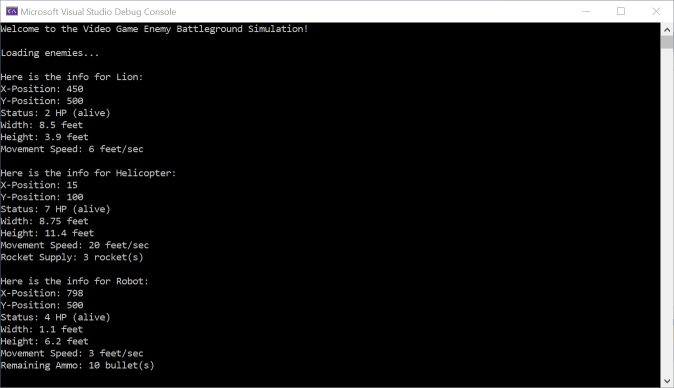 Microsoft Visual Studio Debug Console
Welcome to the Video Game Enemy Battleground Simulation!
Loading enemies...
Here is the info for Lion:
X-Position: 450
Y-Position: 500
Status: 2 HP (alive)
Width: 8.5 feet
Height: 3.9 feet
Movement Speed: 6 feet/sec
Here is the info for Helicopter:
X-Position: 15
Y-Position: 100
Status: 7 HP (alive)
Width: 8.75 feet
Height: 11.4 feet
Movement Speed: 20 feet/sec
Rocket Supply: 3 rocket(s)
Here is the info for Robot:
X-Position: 798
Y-Position: 500
Status: 4 HP (alive)
Width: 1.1 feet
Height: 6.2 feet
Movement Speed: 3 feet/sec
Remaining Ammo: 10 bullet(s)